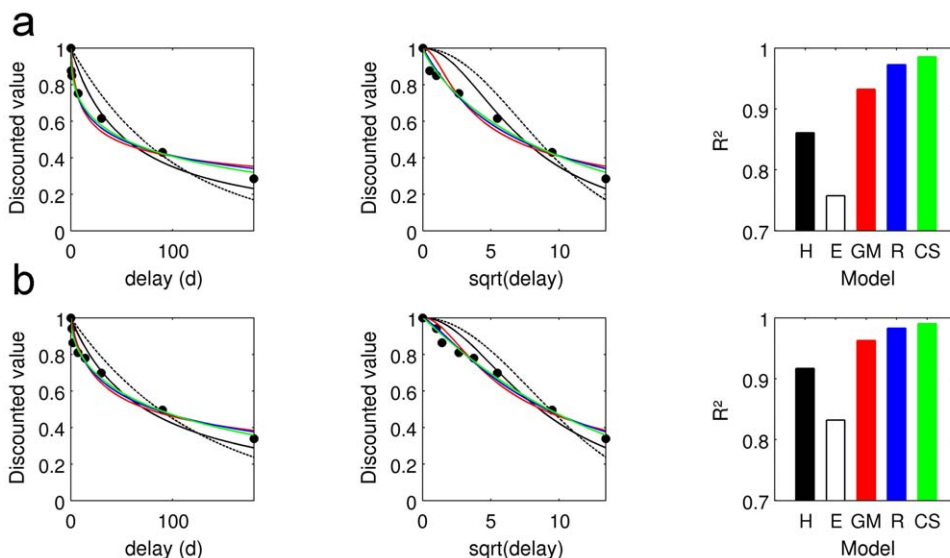 a
1
0.8
0.6
0.4
0.2
0
0 100
Discounted value
delay (d)
1
0.8
0.6
0.4
0.2
0
0 5 10
Discounted value
sqrt(delay)
1
0.9
0.8
0.7
R²
H E GM R CS
Model
b
1
0.8
0.6
0.4
0.2
0
0 100
Discounted value
delay (d)
1
0.8
0.6
0.4
0.2
0
0 5 10
Discounted value
sqrt(delay)
1
0.9
0.8
0.7
R²
H E GM R CS
Model